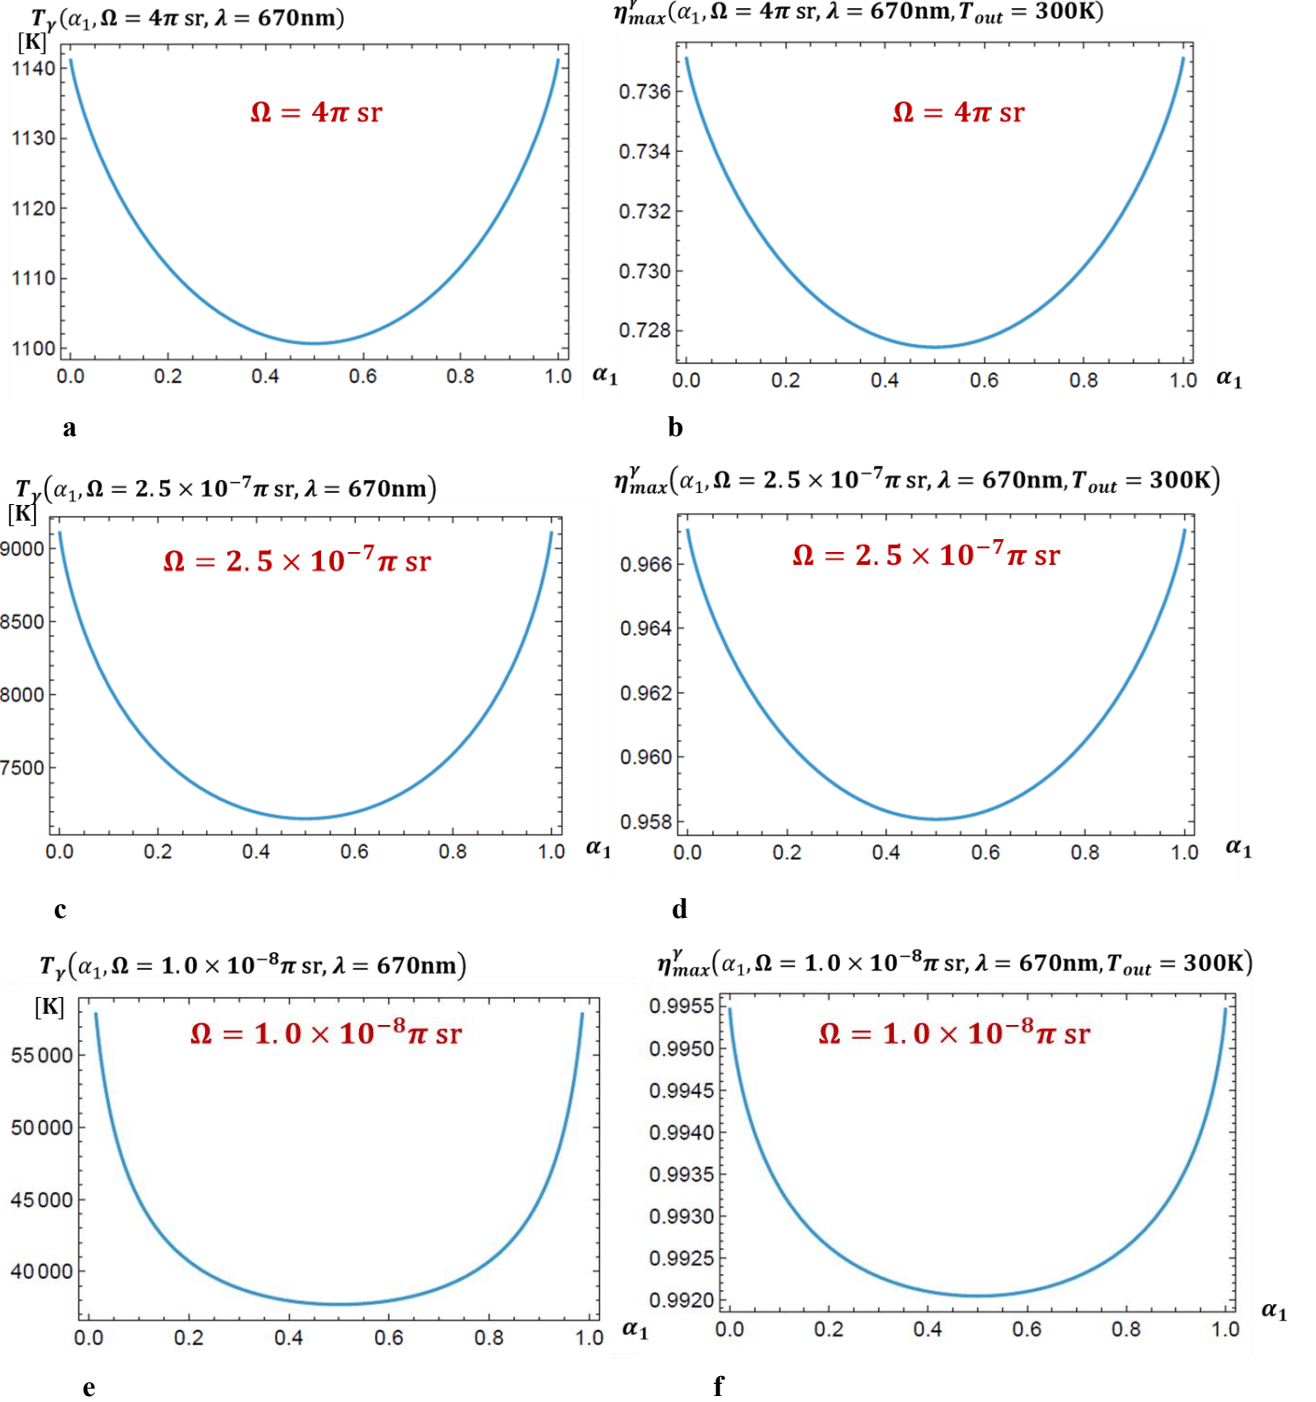 T_γ(α₁, Ω = 4π sr, λ = 670nm)
[K]
Ω = 4π sr
1140
1130
1120
1110
1100
0.0 0.2 0.4 0.6 0.8 1.0 α₁
a
η^γ_max(α₁, Ω = 4π sr, λ = 670nm, T_out = 300K)
Ω = 4π sr
0.736
0.734
0.732
0.730
0.728
0.0 0.2 0.4 0.6 0.8 1.0 α₁
b
T_γ(α₁, Ω = 2.5 × 10⁻⁷π sr, λ = 670nm)
[K]
Ω = 2.5 × 10⁻⁷π sr
9000
8500
8000
7500
0.0 0.2 0.4 0.6 0.8 1.0 α₁
c
η^γ_max(α₁, Ω = 2.5 × 10⁻⁷π sr, λ = 670nm, T_out = 300K)
Ω = 2.5 × 10⁻⁷π sr
0.966
0.964
0.962
0.960
0.958
0.0 0.2 0.4 0.6 0.8 1.0 α₁
d
T_γ(α₁, Ω = 1.0 × 10⁻⁸π sr, λ = 670nm)
[K]
Ω = 1.0 × 10⁻⁸π sr
55 000
50 000
45 000
40 000
0.0 0.2 0.4 0.6 0.8 1.0 α₁
e
η^γ_max(α₁, Ω = 1.0 × 10⁻⁸π sr, λ = 670nm, T_out = 300K)
Ω = 1.0 × 10⁻⁸π sr
0.9955
0.9950
0.9945
0.9940
0.9935
0.9930
0.9925
0.9920
0.0 0.2 0.4 0.6 0.8 1.0 α₁
f